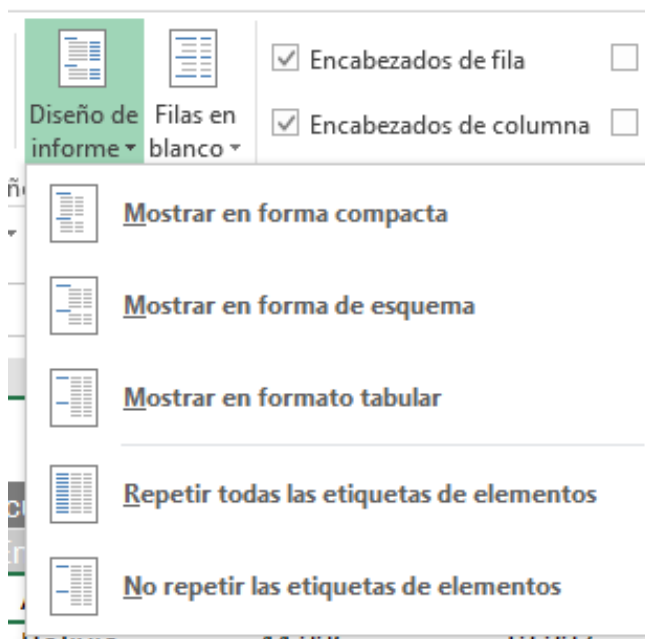 Diseño de Filas en
informe blanco
Encabezados de fila
Encabezados de columna
Mostrar en forma compacta
Mostrar en forma de esquema
Mostrar en formato tabular
Repetir todas las etiquetas de elementos
No repetir las etiquetas de elementos